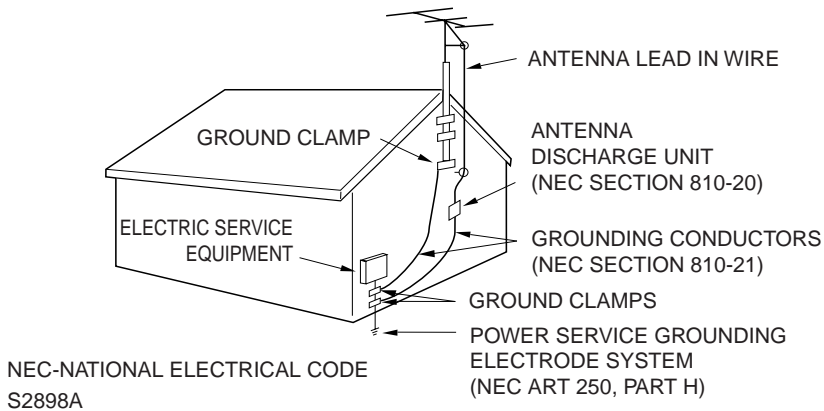 ANTENNA LEAD IN WIRE
GROUND CLAMP
ANTENNA
DISCHARGE UNIT
(NEC SECTION 810-20)
ELECTRIC SERVICE
EQUIPMENT
GROUNDING CONDUCTORS
(NEC SECTION 810-21)
GROUND CLAMPS
POWER SERVICE GROUNDING
ELECTRODE SYSTEM
(NEC ART 250, PART H)
NEC-NATIONAL ELECTRICAL CODE
S2898A